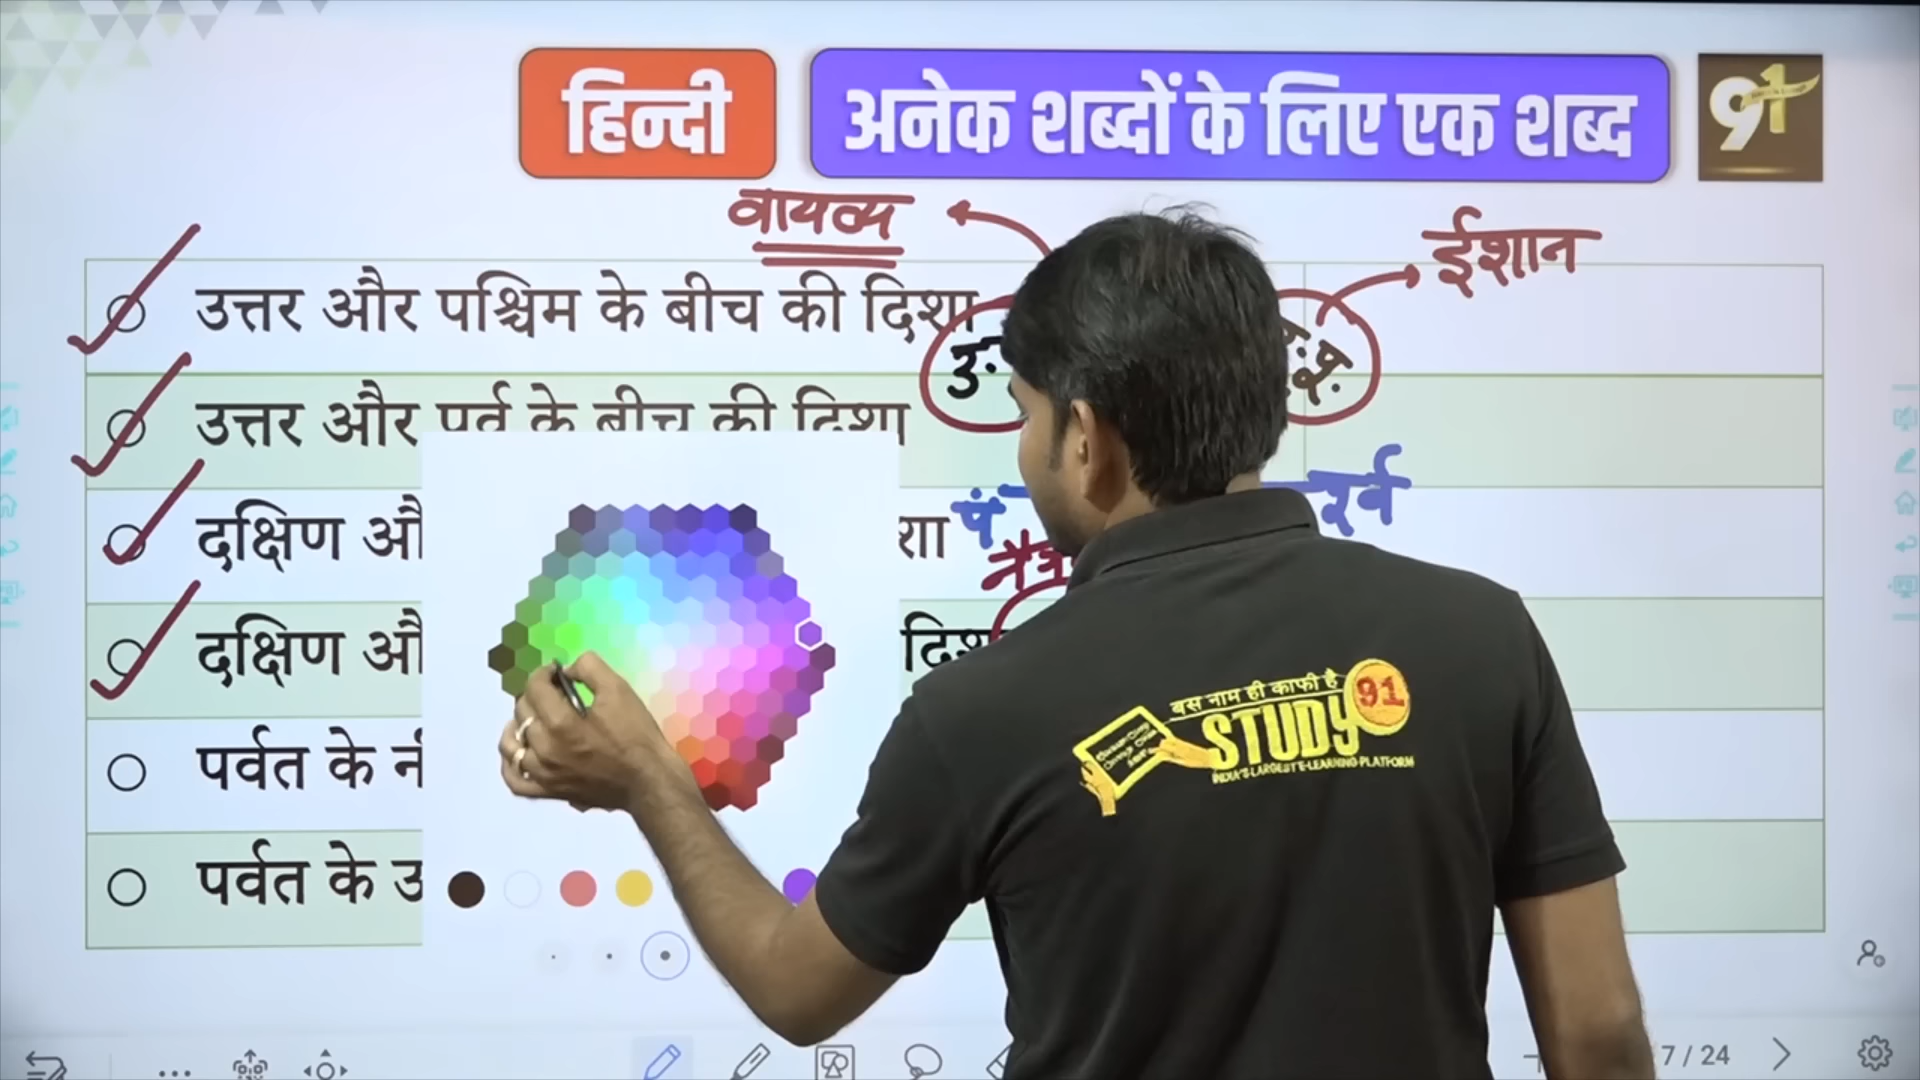 हिन्दी अनेक शब्दों के लिए एक शब्द 91
वायव्य
ईशान
उत्तर और पश्चिम के बीच की दिशा
उ.
पू.
उत्तर और पूर्व के बीच की दिशा
पं
पूर्व
दक्षिण औ
शा
दक्षिण औ
दिश
पर्वत के नी
पर्वत के उ
बस नाम ही काफी है
STUDY 91
INDIA'S LARGEST E-LEARNING PLATFORM
7 / 24